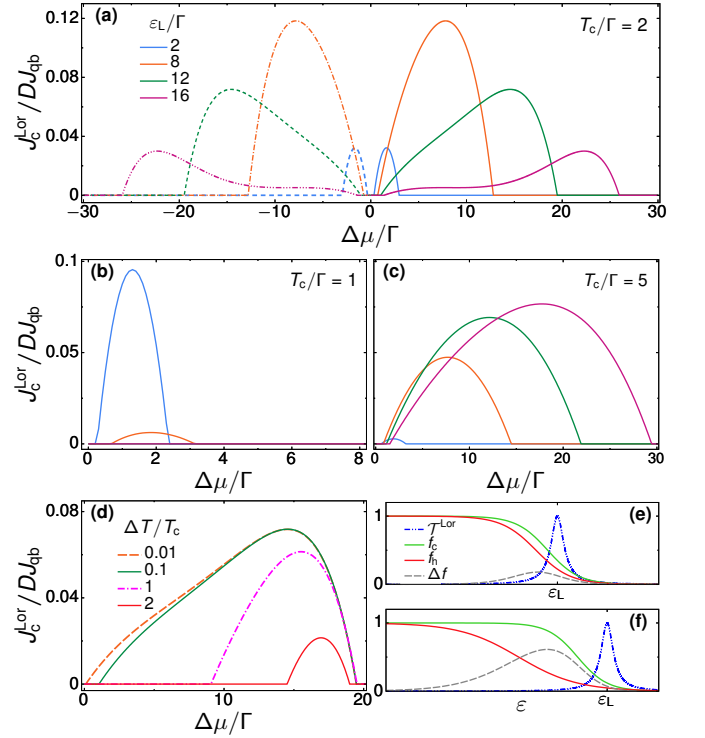 (a)
T_c/Γ = 2
ε_L/Γ
2
8
12
16
J_c^Lor / DJ_qb
0.12
0.08
0.04
0
−30
−20
−10
0
10
20
30
Δμ/Γ
(b)
T_c/Γ = 1
J_c^Lor / DJ_qb
0.1
0.05
0
0
2
4
6
8
Δμ/Γ
(c)
T_c/Γ = 5
0
10
20
30
Δμ/Γ
(d)
ΔT/T_c
0.01
0.1
1
2
J_c^Lor / DJ_qb
0.08
0.04
0
0
10
20
Δμ/Γ
(e)
1
0
𝒯^Lor
f_c
f_h
Δf
ε_L
(f)
1
0
ε
ε_L